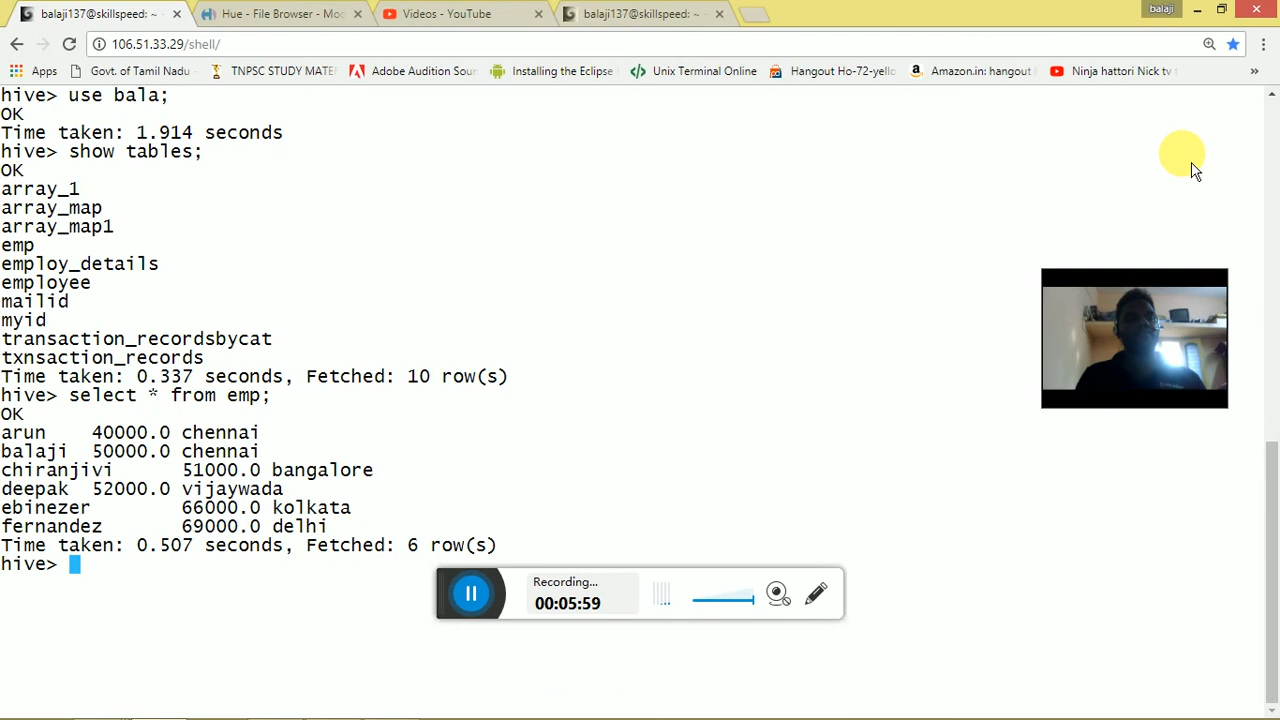 balaji137@skillspeed: ~
Hue - File Browser - Mod
Videos - YouTube
balaji137@skillspeed: ~
balaji
106.51.33.29/shell/
Apps
Govt. of Tamil Nadu
TNPSC STUDY MATE
Adobe Audition Soun
Installing the Eclipse
Unix Terminal Online
Hangout Ho-72-yello
Amazon.in: hangout
Ninja hattori Nick tv
»
hive> use bala;
OK
Time taken: 1.914 seconds
hive> show tables;
OK
array_1
array_map
array_map1
emp
employ_details
employee
mailid
myid
transaction_recordsbycat
txnsaction_records
Time taken: 0.337 seconds, Fetched: 10 row(s)
hive> select * from emp;
OK
arun 40000.0 chennai
balaji 50000.0 chennai
chiranjivi 51000.0 bangalore
deepak 52000.0 vijaywada
ebinezer 66000.0 kolkata
fernandez 69000.0 delhi
Time taken: 0.507 seconds, Fetched: 6 row(s)
hive>
Recording...
00:05:59